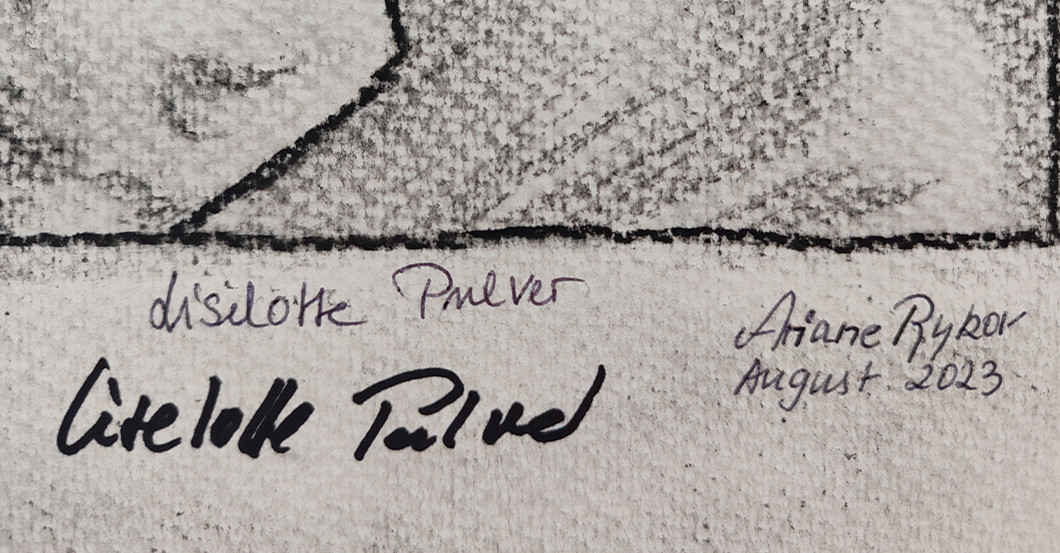 Liselotte Pulver
Liselotte Pulver
Ariane Rykov
August 2023